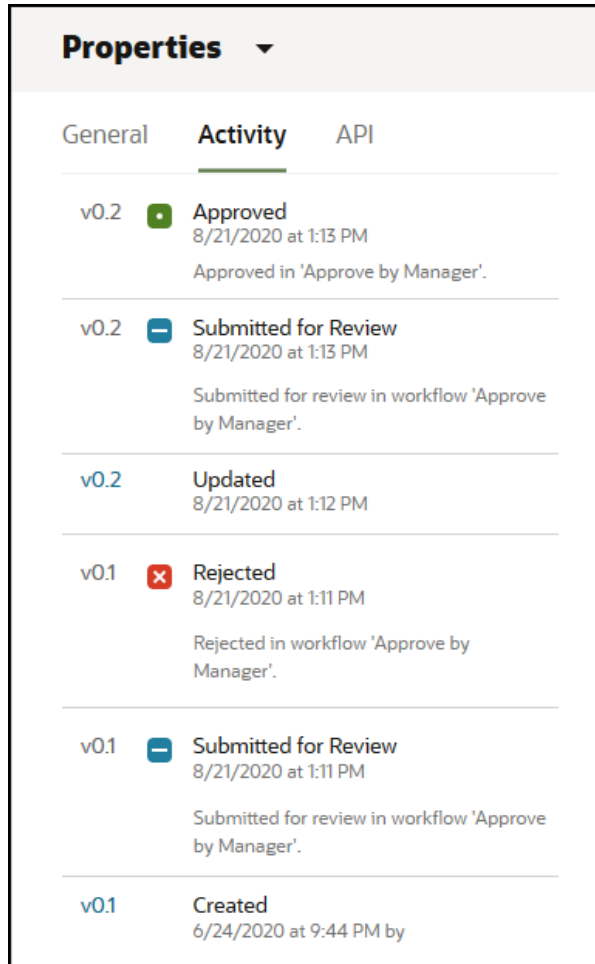 Properties
General Activity API
v0.2 Approved
8/21/2020 at 1:13 PM
Approved in 'Approve by Manager'.
v0.2 Submitted for Review
8/21/2020 at 1:13 PM
Submitted for review in workflow 'Approve
by Manager'.
v0.2 Updated
8/21/2020 at 1:12 PM
v0.1 Rejected
8/21/2020 at 1:11 PM
Rejected in workflow 'Approve by
Manager'.
v0.1 Submitted for Review
8/21/2020 at 1:11 PM
Submitted for review in workflow 'Approve
by Manager'.
v0.1 Created
6/24/2020 at 9:44 PM by